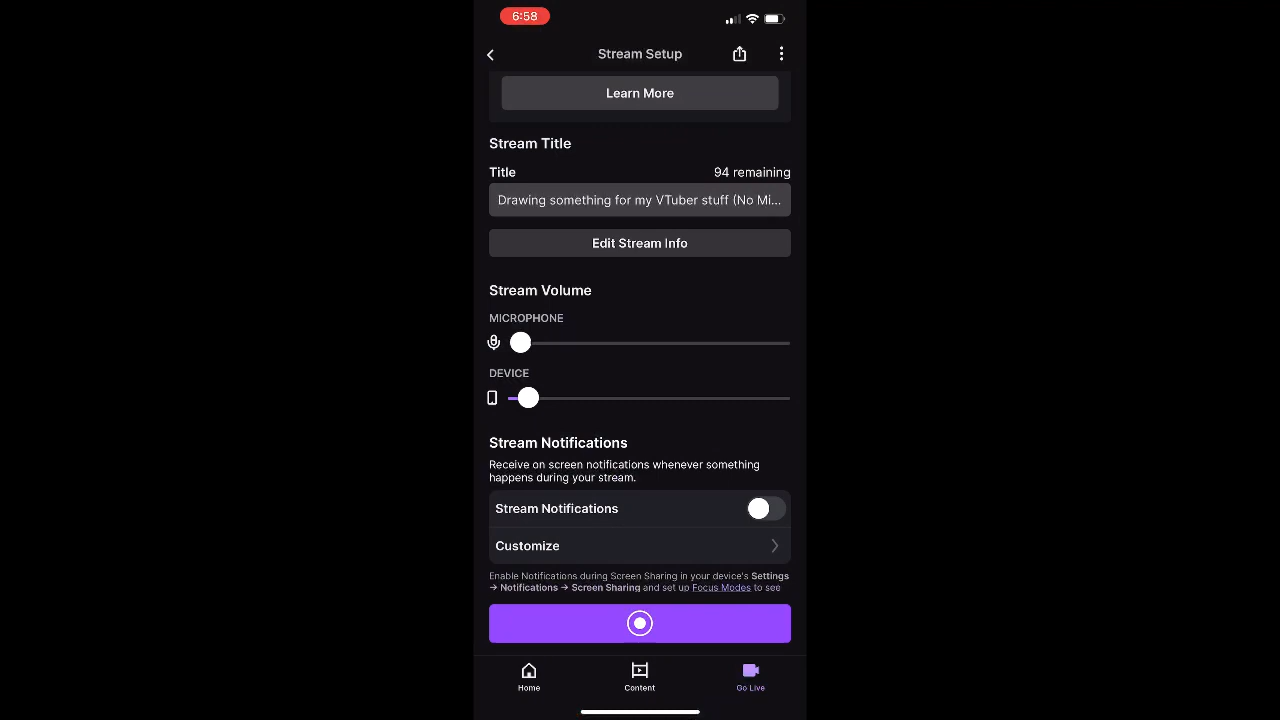 6:58
Stream Setup
Learn More
Stream Title
Title 94 remaining
Drawing something for my VTuber stuff (No Mi...
Edit Stream Info
Stream Volume
MICROPHONE
DEVICE
Stream Notifications
Receive on screen notifications whenever something
happens during your stream.
Stream Notifications
Customize
Enable Notifications during Screen Sharing in your device's Settings
→ Notifications → Screen Sharing and set up Focus Modes to see
Home Content Go Live